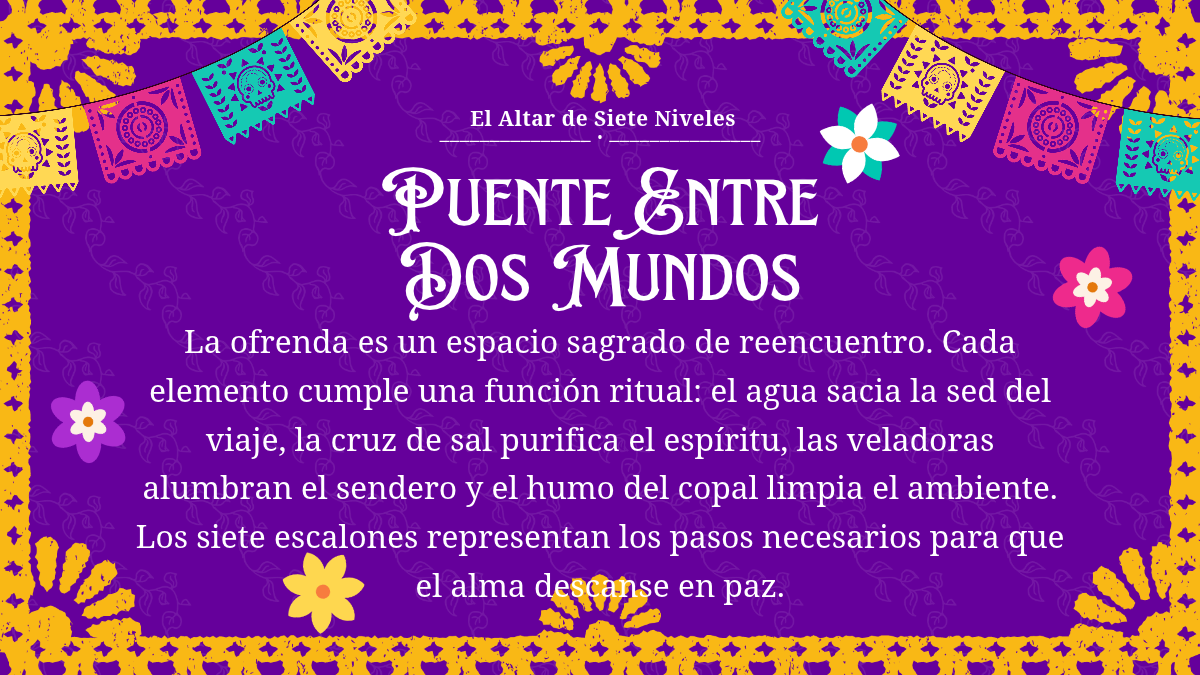 El Altar de Siete Niveles
Puente Entre
Dos Mundos
La ofrenda es un espacio sagrado de reencuentro. Cada
elemento cumple una función ritual: el agua sacia la sed del
viaje, la cruz de sal purifica el espíritu, las veladoras
alumbran el sendero y el humo del copal limpia el ambiente.
Los siete escalones representan los pasos necesarios para que
el alma descanse en paz.